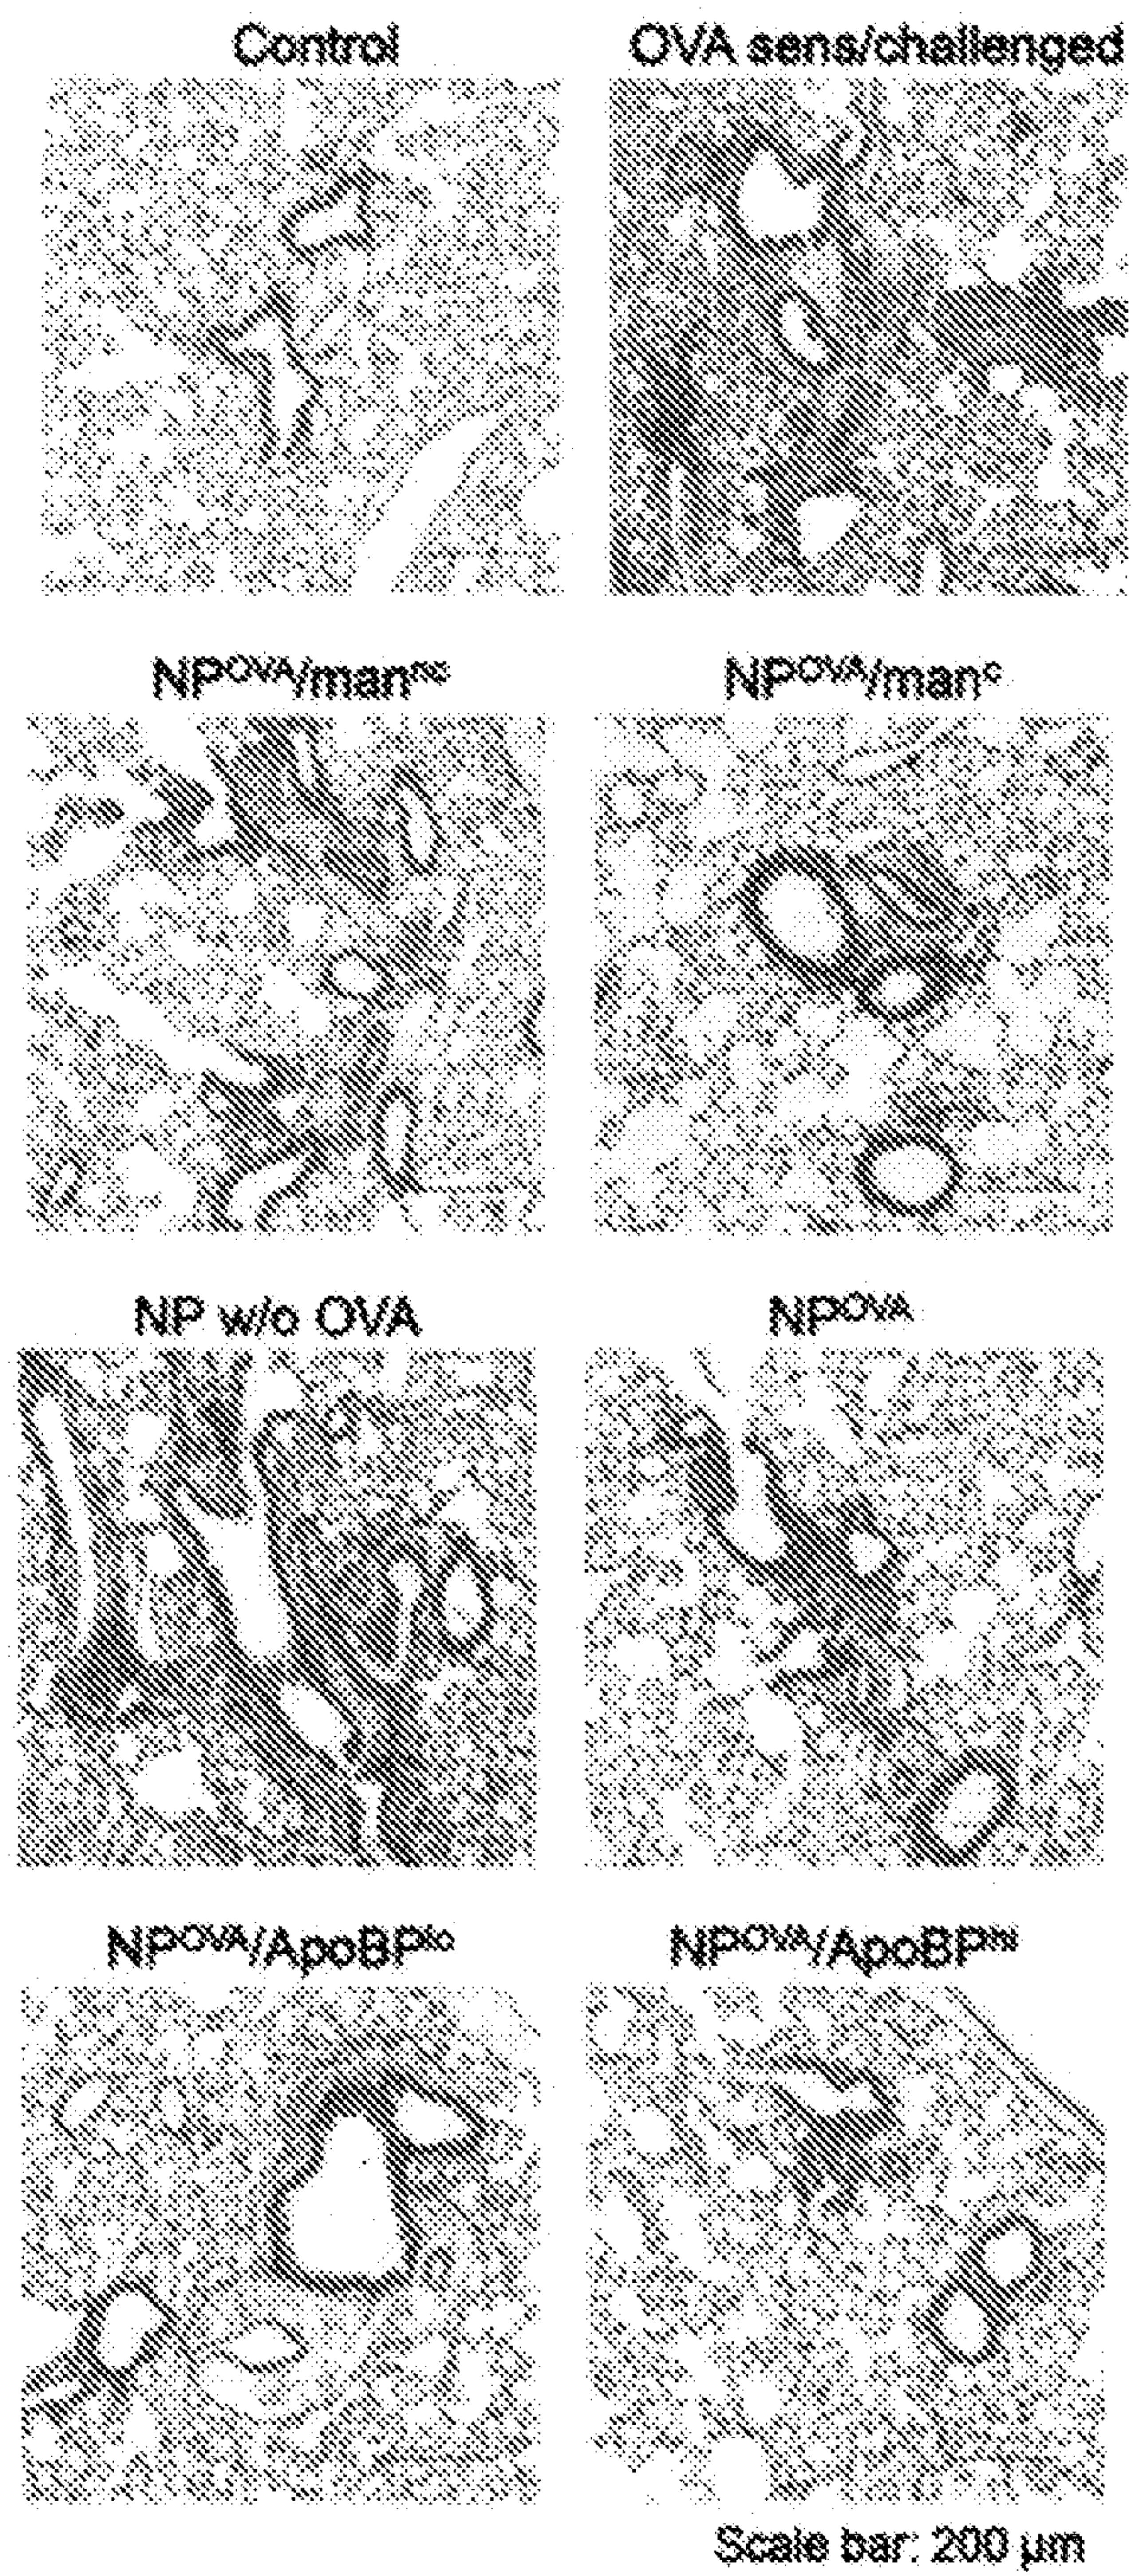 Control
OVA sens/challenged
NPᴼⱽᴬ/manⁿᶜ
NPᴼⱽᴬ/manᶜ
NP w/o OVA
NPᴼⱽᴬ
NPᴼⱽᴬ/ApoBPˡᵒ
NPᴼⱽᴬ/ApoBPʰⁱ
Scale bar: 200 µm